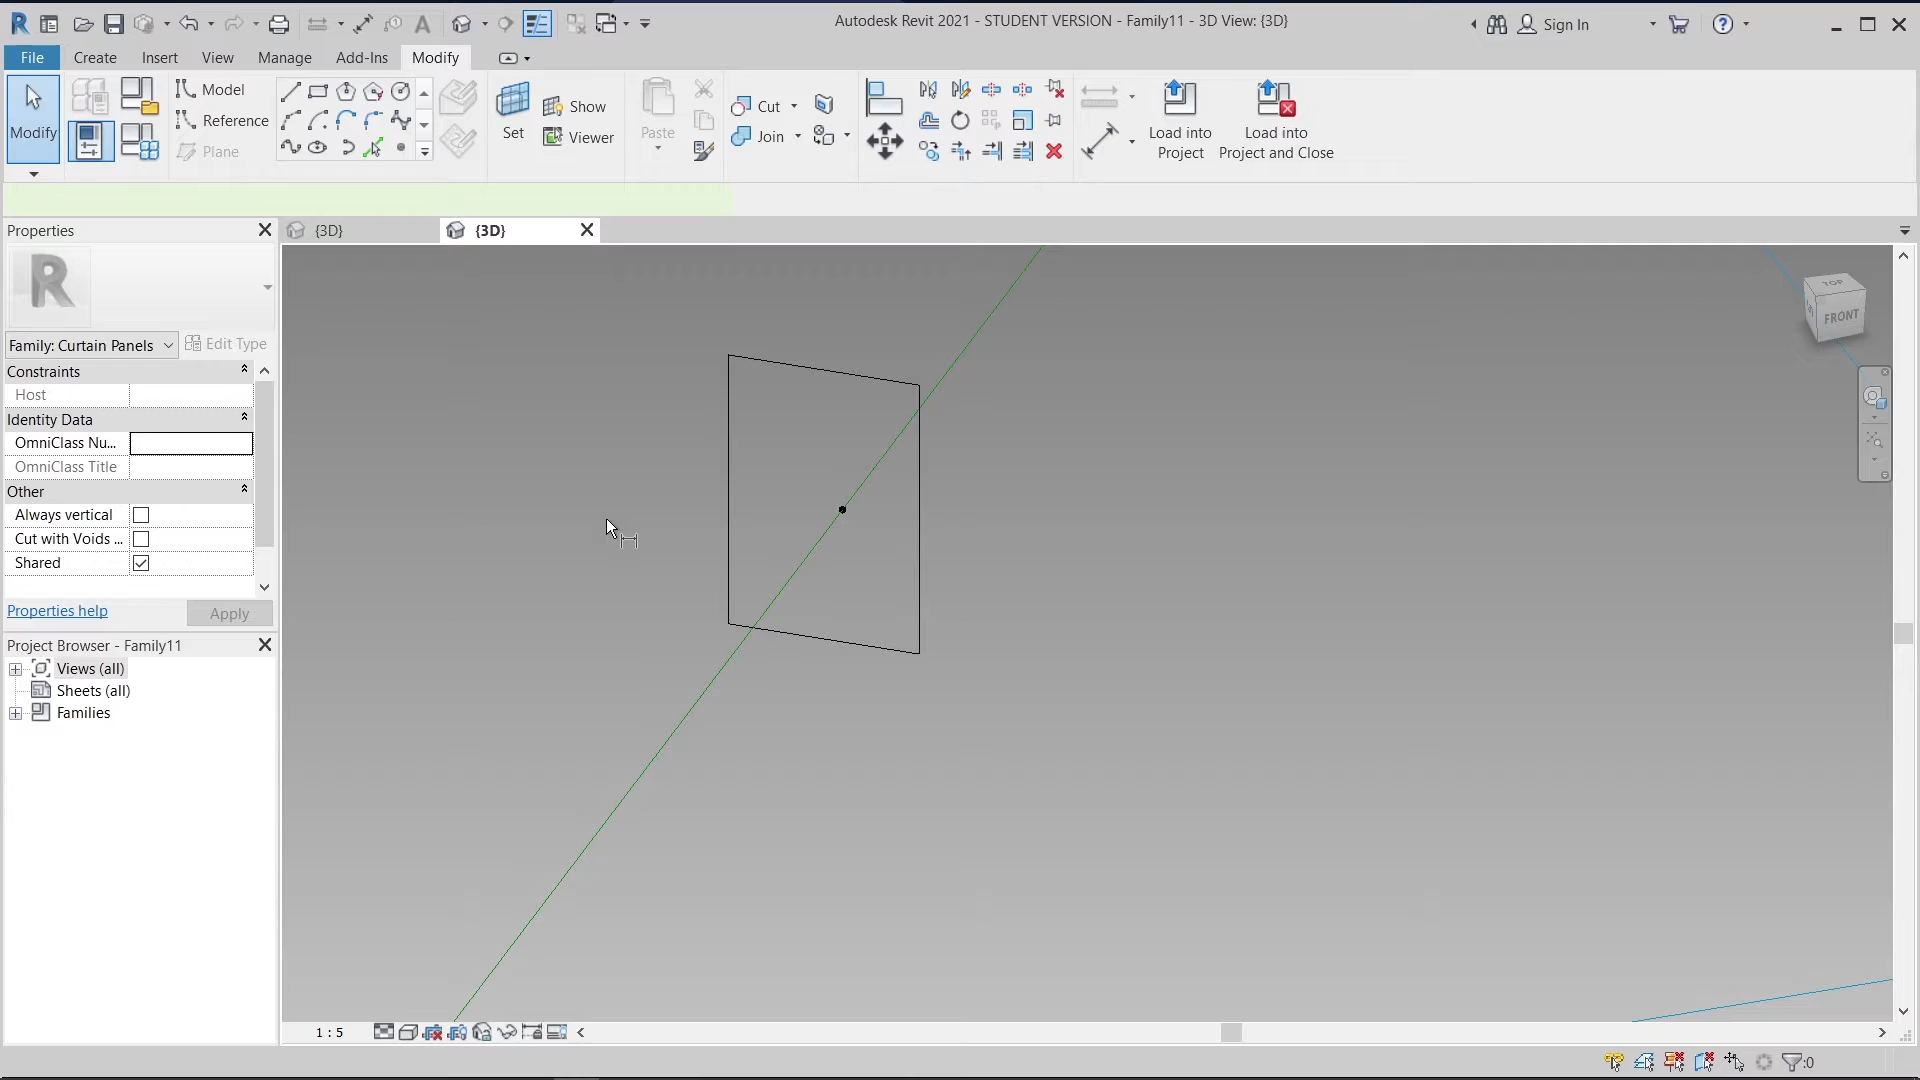 Autodesk Revit 2021 - STUDENT VERSION - Family11 - 3D View: {3D}
Sign In
File
Create
Insert
View
Manage
Add-Ins
Modify
Modify
Model
Reference
Plane
Set
Show
Viewer
Paste
Cut
Join
Load into
Project
Load into
Project and Close
Properties
{3D}
{3D}
R
Family: Curtain Panels
Edit Type
Constraints
Host
Identity Data
OmniClass Nu...
OmniClass Title
Other
Always vertical
Cut with Voids ...
Shared
Properties help
Apply
Project Browser - Family11
Views (all)
Sheets (all)
Families
TOP
FRONT
1 : 5
:0